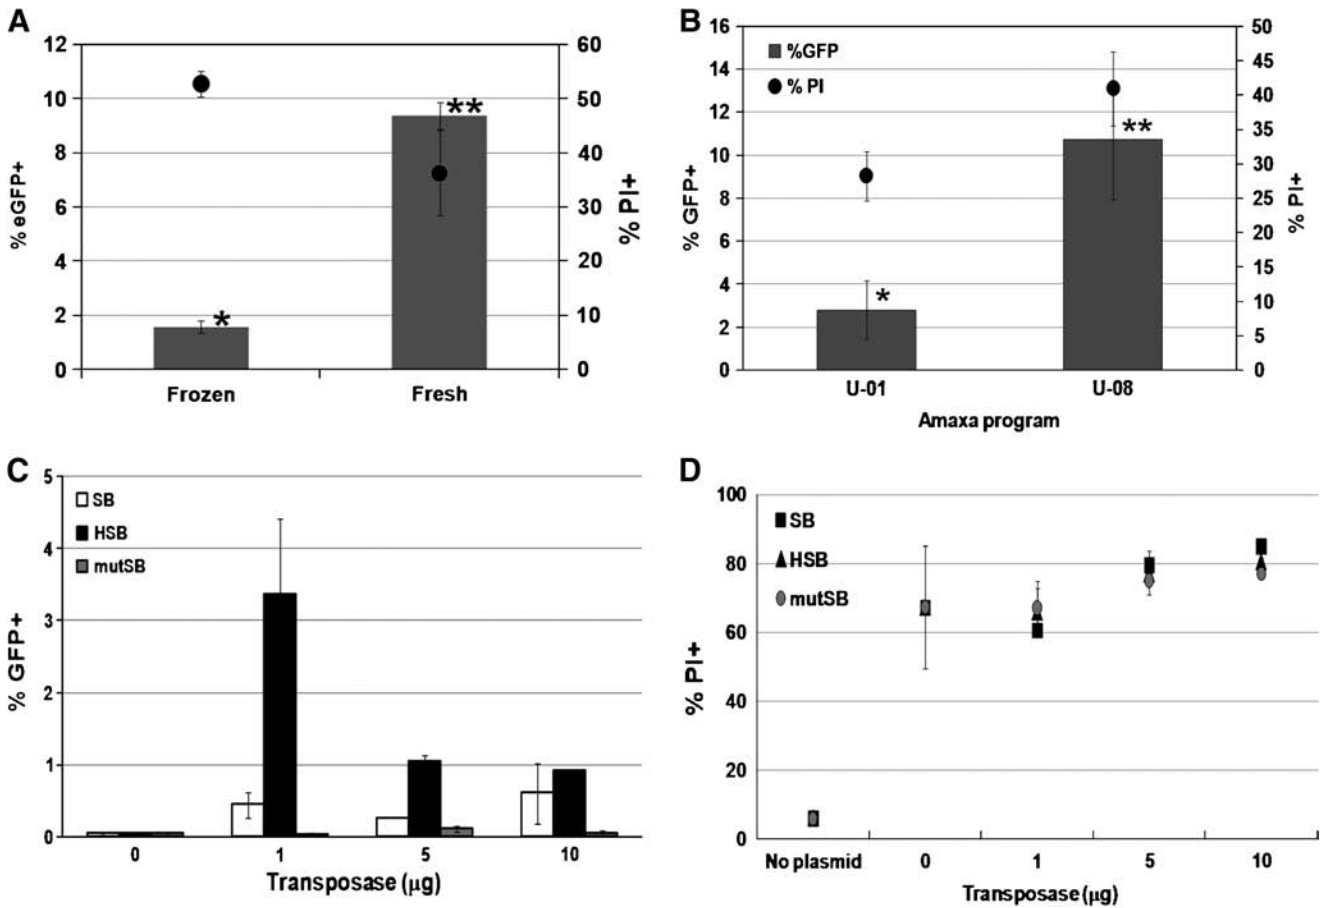 A
12
10
8
6
4
2
0
% eGFP+
60
50
40
30
20
10
0
% PI+
*
**
Frozen
Fresh
B
16
14
12
10
8
6
4
2
0
% GFP+
50
45
40
35
30
25
20
15
10
5
0
% PI+
%GFP
% PI
*
**
U-01
U-08
Amaxa program
C
5
4
3
2
1
0
% GFP+
SB
HSB
mutSB
0
1
5
10
Transposase (μg)
D
100
80
60
40
20
0
% PI+
SB
HSB
mutSB
No plasmid
0
1
5
10
Transposase (μg)